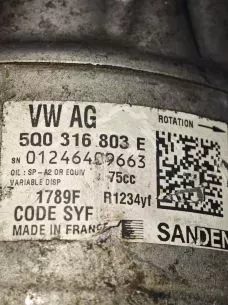 VW AG
ROTATION
5Q0 316 803 E
SN 01246409663
OIL : SP-A2 OR EQUIV 75cc
VARIABLE DISP
1789F R1234yf
CODE SYF
MADE IN FRANCE SANDEN